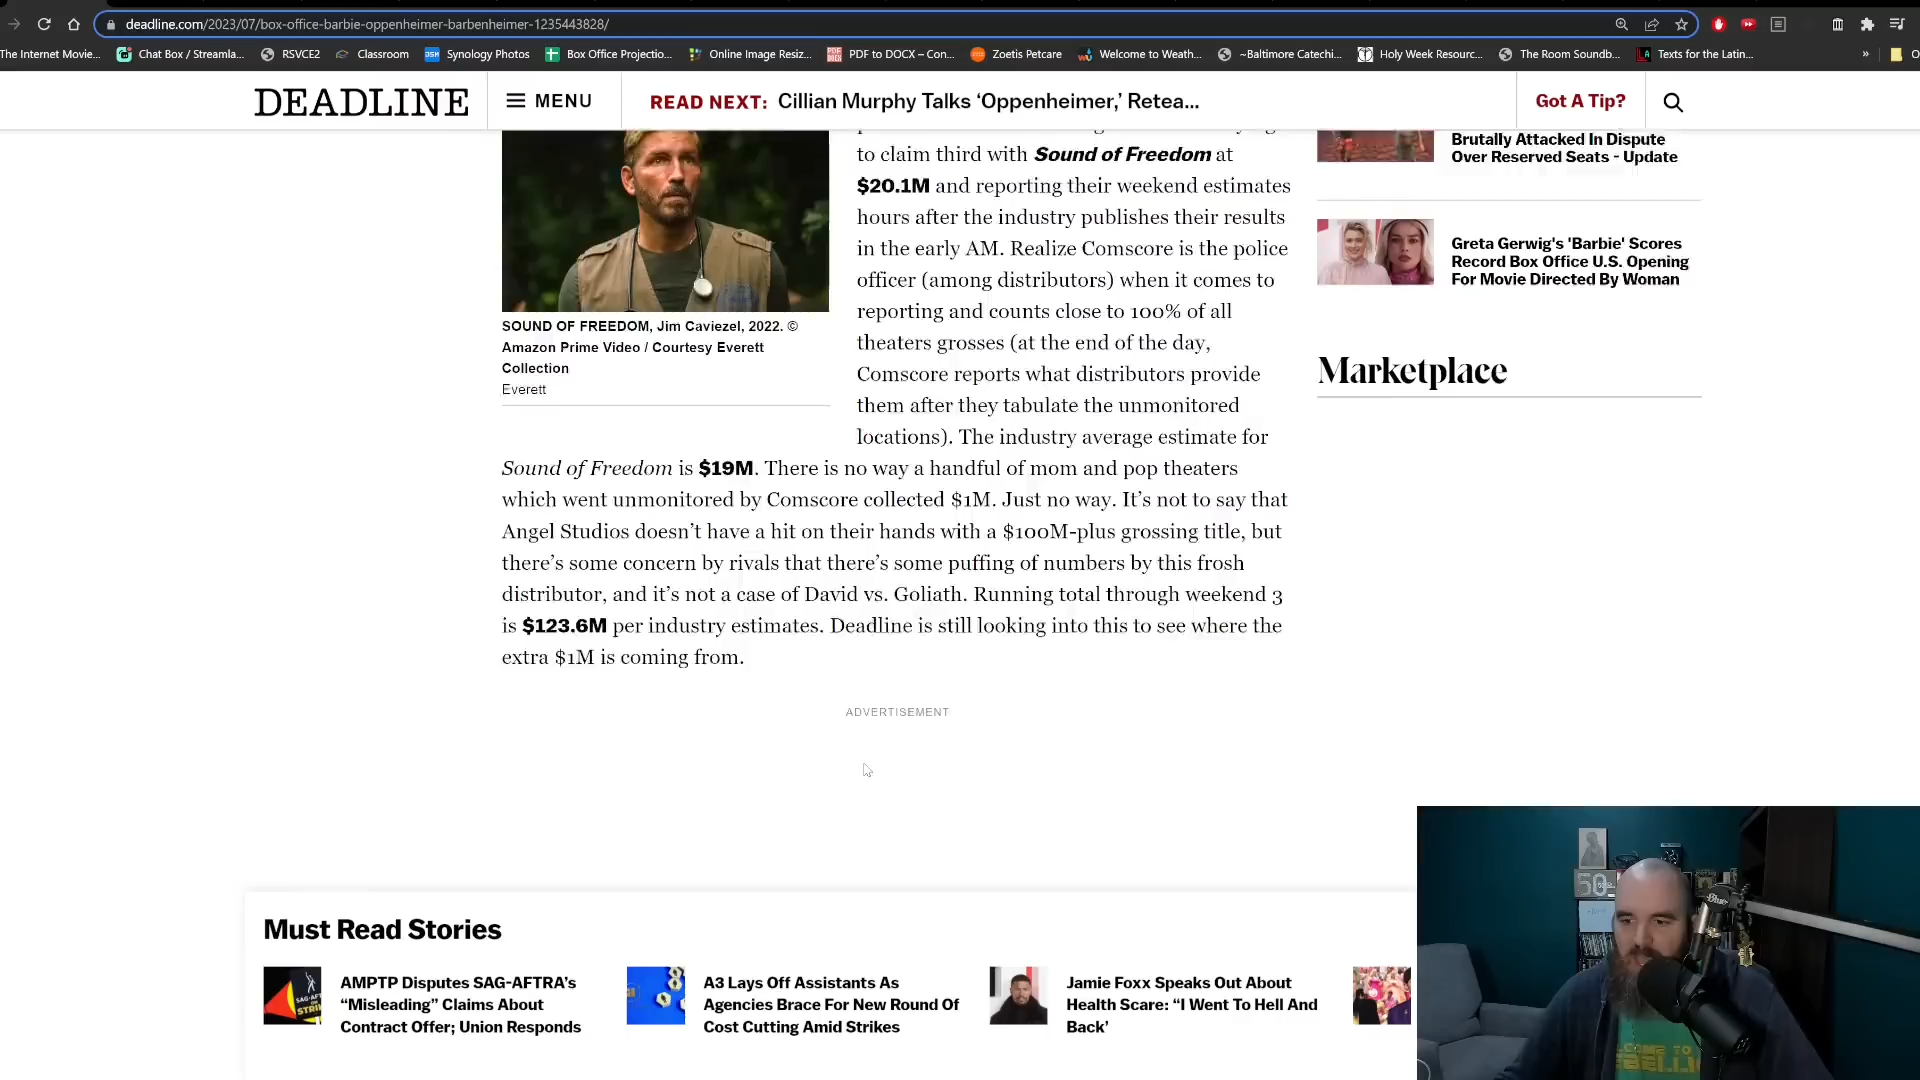 deadline.com/2023/07/box-office-barbie-oppenheimer-barbenheimer-1235443828/
The Internet Movie...
Chat Box / Streamla...
RSVCE2
Classroom
Synology Photos
Box Office Projectio...
Online Image Resiz...
PDF to DOCX – Con...
Zoetis Petcare
Welcome to Weath...
~Baltimore Catechi...
Holy Week Resourc...
The Room Soundb...
Texts for the Latin...
»
DEADLINE
MENU
READ NEXT: Cillian Murphy Talks ‘Oppenheimer,’ Retea...
Got A Tip?
to claim third with Sound of Freedom at
$20.1M and reporting their weekend estimates
hours after the industry publishes their results
in the early AM. Realize Comscore is the police
officer (among distributors) when it comes to
reporting and counts close to 100% of all
theaters grosses (at the end of the day,
Comscore reports what distributors provide
them after they tabulate the unmonitored
locations). The industry average estimate for
Sound of Freedom is $19M. There is no way a handful of mom and pop theaters
which went unmonitored by Comscore collected $1M. Just no way. It’s not to say that
Angel Studios doesn’t have a hit on their hands with a $100M-plus grossing title, but
there’s some concern by rivals that there’s some puffing of numbers by this frosh
distributor, and it’s not a case of David vs. Goliath. Running total through weekend 3
is $123.6M per industry estimates. Deadline is still looking into this to see where the
extra $1M is coming from.
SOUND OF FREEDOM, Jim Caviezel, 2022. ©
Amazon Prime Video / Courtesy Everett
Collection
Everett
Brutally Attacked In Dispute
Over Reserved Seats - Update
Greta Gerwig's 'Barbie' Scores
Record Box Office U.S. Opening
For Movie Directed By Woman
Marketplace
ADVERTISEMENT
Must Read Stories
AMPTP Disputes SAG-AFTRA’s
“Misleading” Claims About
Contract Offer; Union Responds
A3 Lays Off Assistants As
Agencies Brace For New Round Of
Cost Cutting Amid Strikes
Jamie Foxx Speaks Out About
Health Scare: “I Went To Hell And
Back’
50
Blue